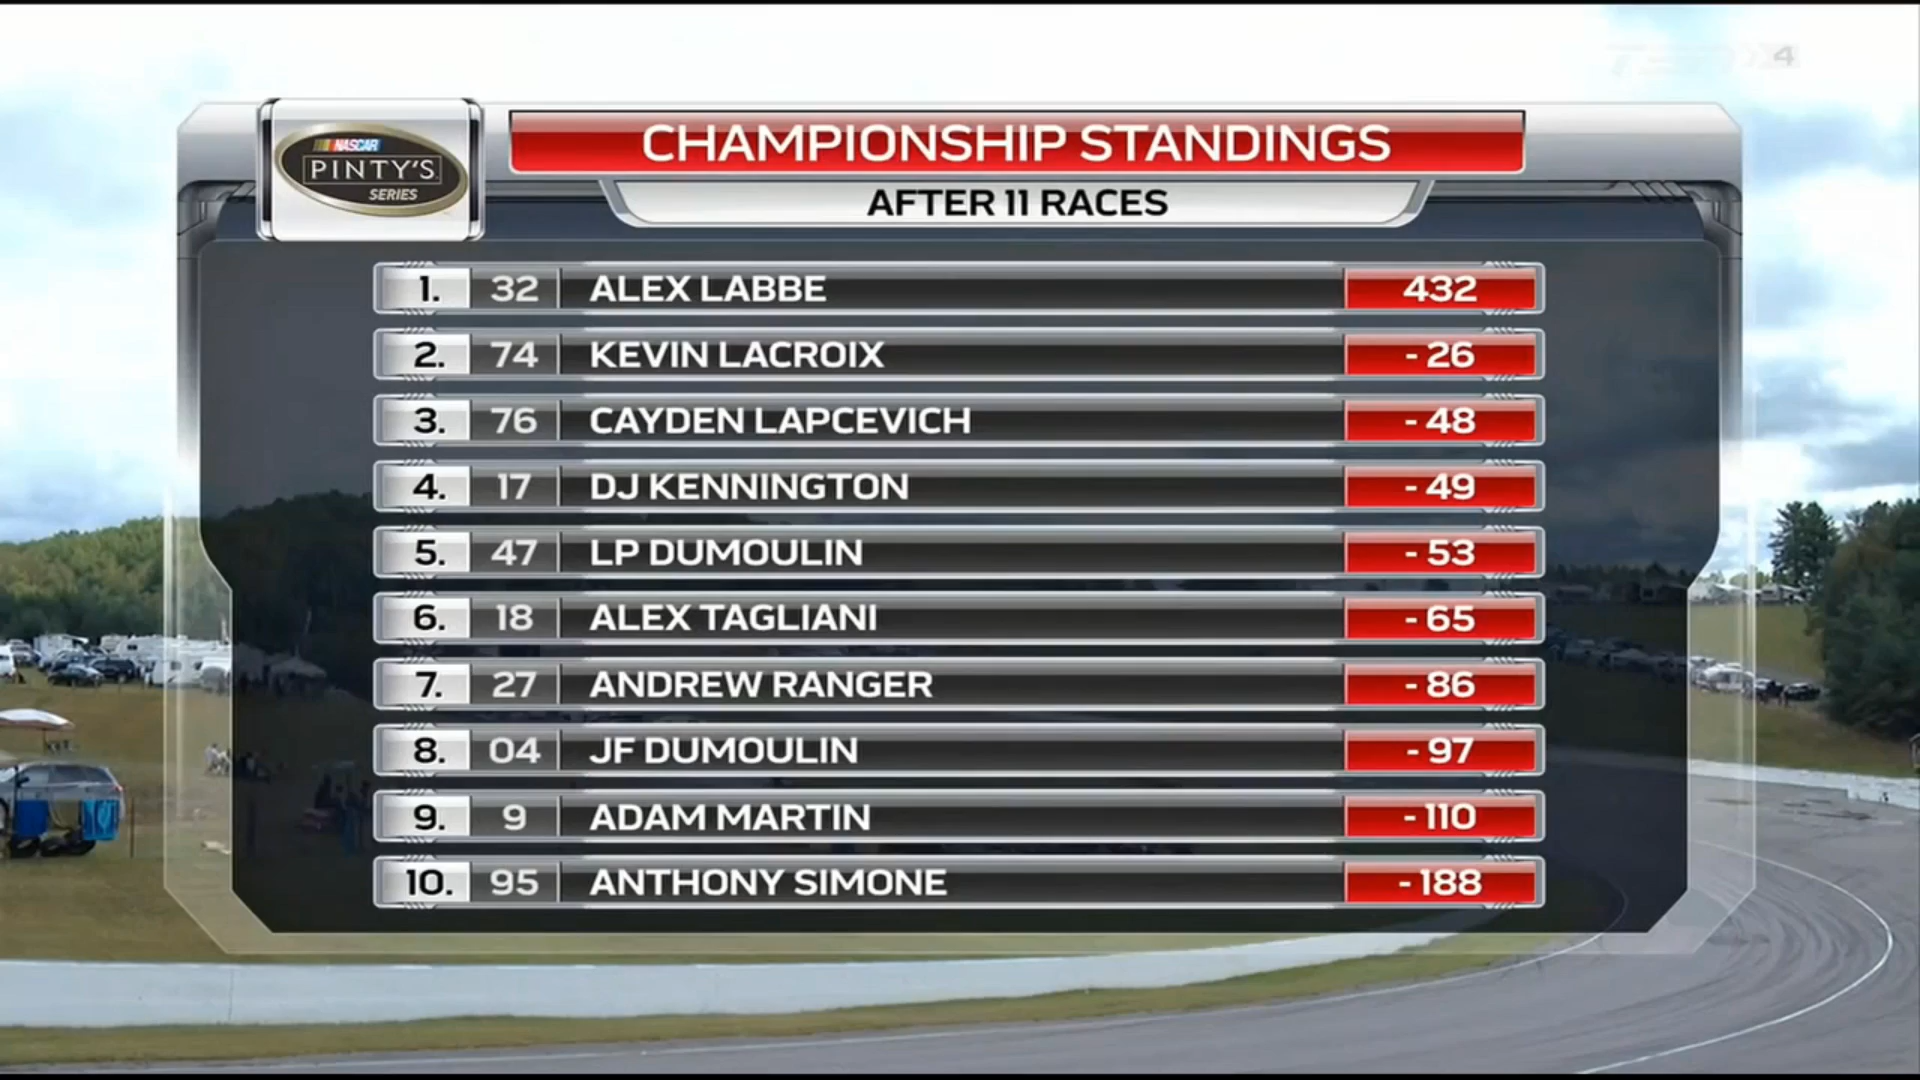 NASCAR
PINTY'S
SERIES
CHAMPIONSHIP STANDINGS
AFTER 11 RACES
1. 32 ALEX LABBE 432
2. 74 KEVIN LACROIX - 26
3. 76 CAYDEN LAPCEVICH - 48
4. 17 DJ KENNINGTON - 49
5. 47 LP DUMOULIN - 53
6. 18 ALEX TAGLIANI - 65
7. 27 ANDREW RANGER - 86
8. 04 JF DUMOULIN - 97
9. 9 ADAM MARTIN - 110
10. 95 ANTHONY SIMONE - 188
4